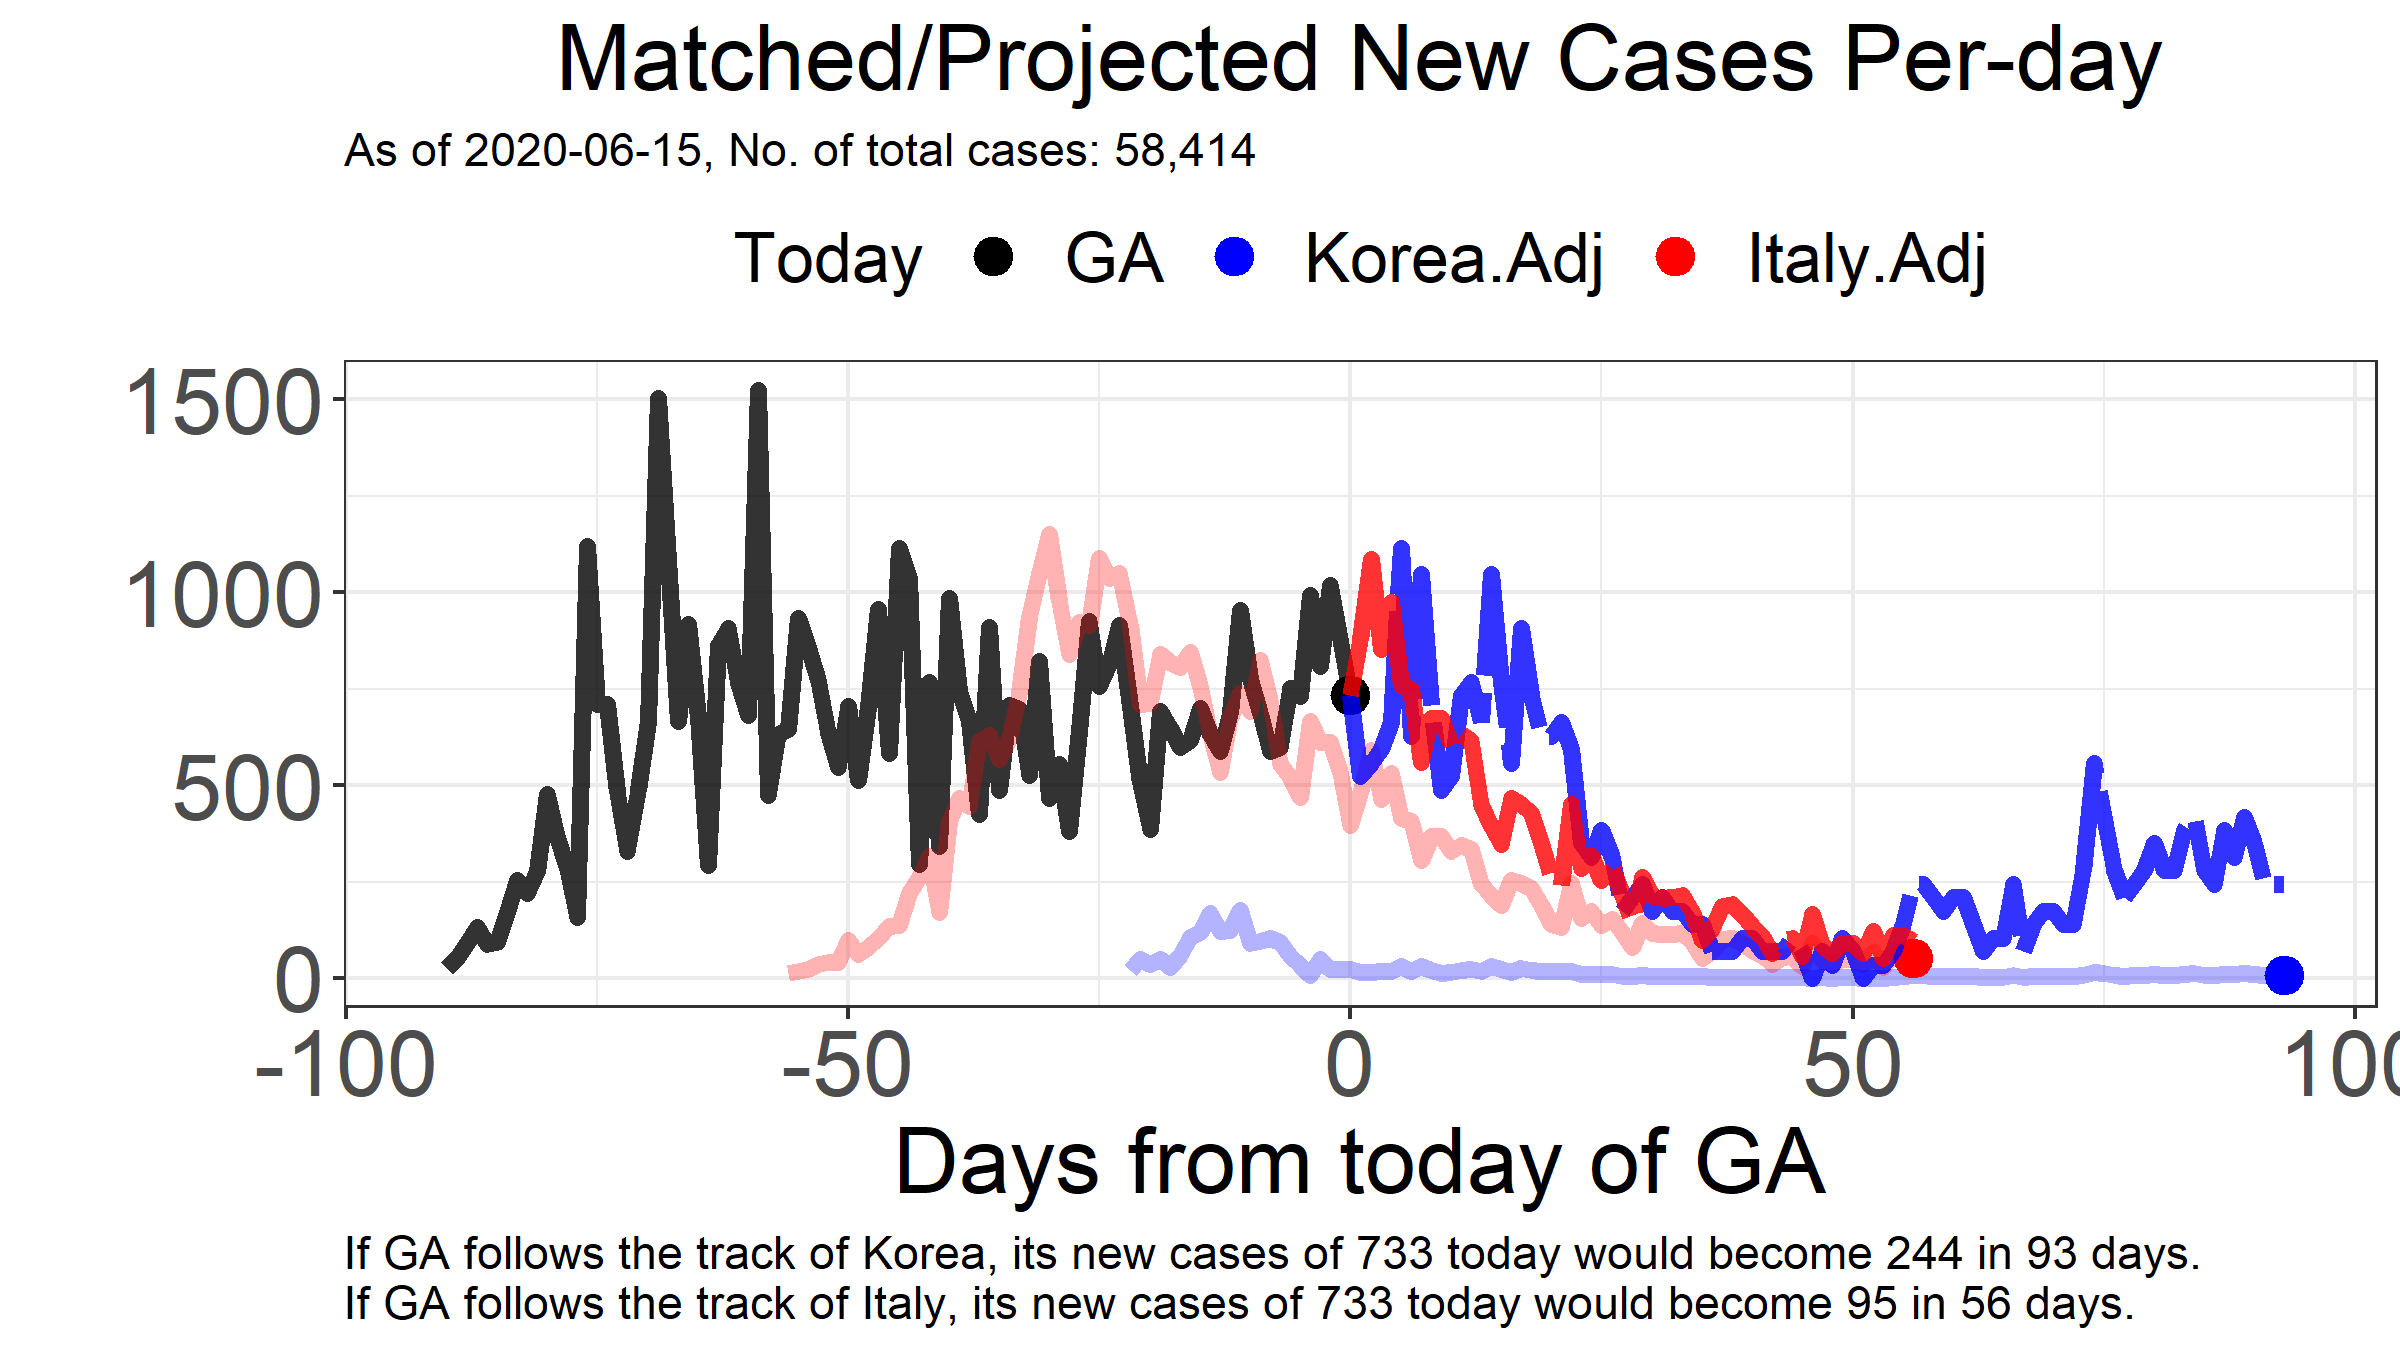 Matched/Projected New Cases Per-day
As of 2020-06-15, No. of total cases: 58,414
Today GA Korea.Adj Italy.Adj
1500
1000
500
0
-100 -50 0 50 100
Days from today of GA
If GA follows the track of Korea, its new cases of 733 today would become 244 in 93 days.
If GA follows the track of Italy, its new cases of 733 today would become 95 in 56 days.